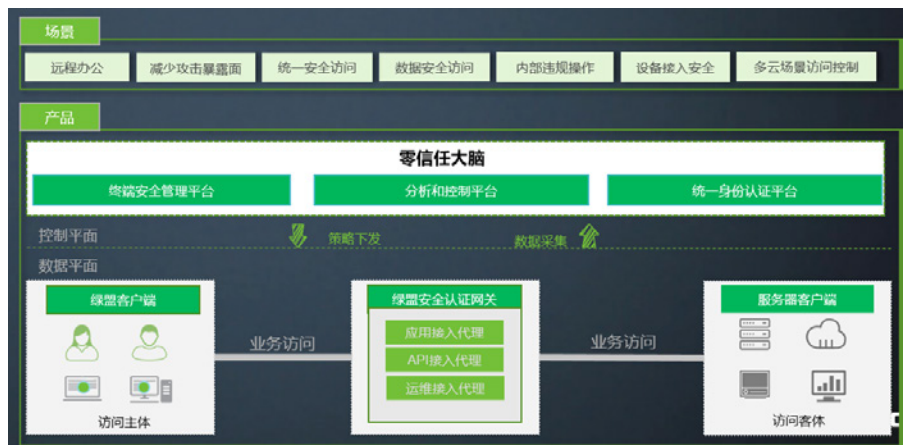 场景
远程办公 减少攻击暴露面 统一安全访问 数据安全访问 内部违规操作 设备接入安全 多云场景访问控制
产品
零信任大脑
终端安全管理平台 分析和控制平台 统一身份认证平台
控制平面 策略下发 数据采集
数据平面
绿盟客户端 绿盟安全认证网关 服务器客户端
应用接入代理
业务访问 业务访问
API接入代理
运维接入代理
访问主体 访问客体